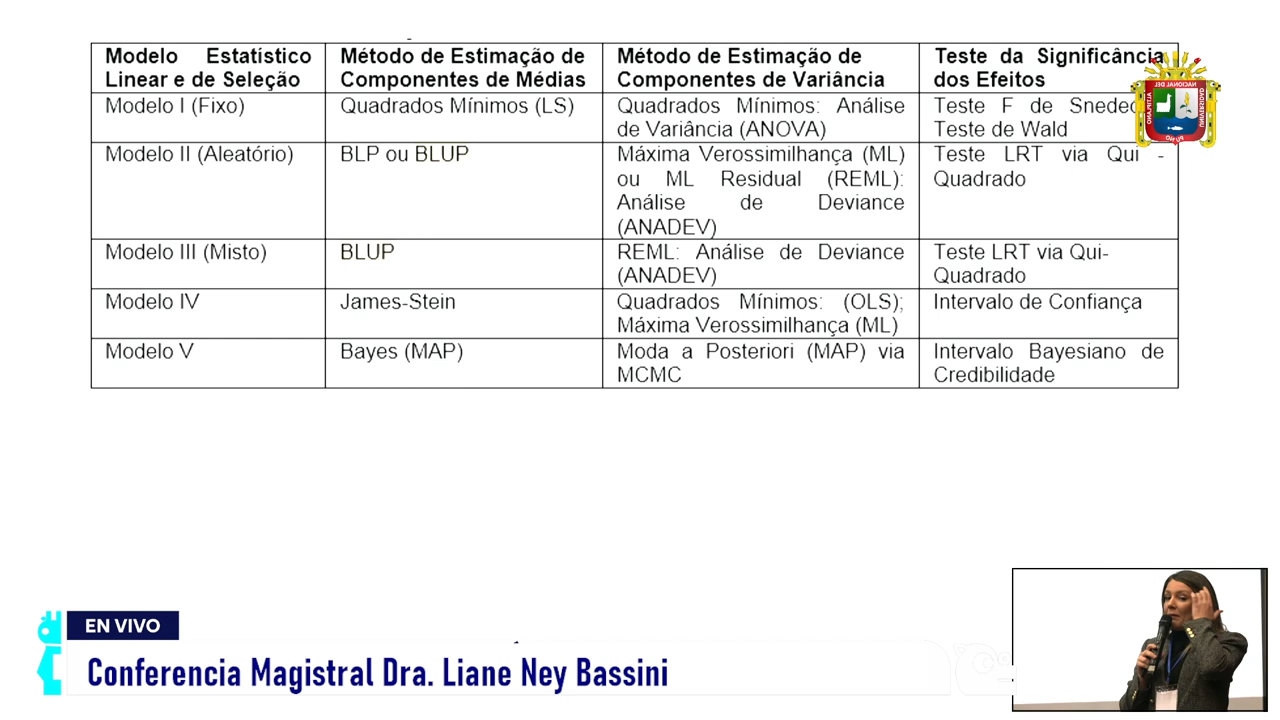 Modelo Estatístico Linear e de Seleção
Método de Estimação de Componentes de Médias
Método de Estimação de Componentes de Variância
Teste da Significância dos Efeitos
Modelo I (Fixo)
Quadrados Mínimos (LS)
Quadrados Mínimos: Análise de Variância (ANOVA)
Teste F de
Teste de Wald
Modelo II (Aleatório)
BLP ou BLUP
Máxima Verossimilhança (ML) ou ML Residual (REML): Análise de Deviance (ANADEV)
Teste LRT via Qui - Quadrado
Modelo III (Misto)
BLUP
REML: Análise de Deviance (ANADEV)
Teste LRT via Qui-Quadrado
Modelo IV
James-Stein
Quadrados Mínimos: (OLS); Máxima Verossimilhança (ML)
Intervalo de Confiança
Modelo V
Bayes (MAP)
Moda a Posteriori (MAP) via MCMC
Intervalo Bayesiano de Credibilidade
EN VIVO
Conferencia Magistral Dra. Liane Ney Bassini